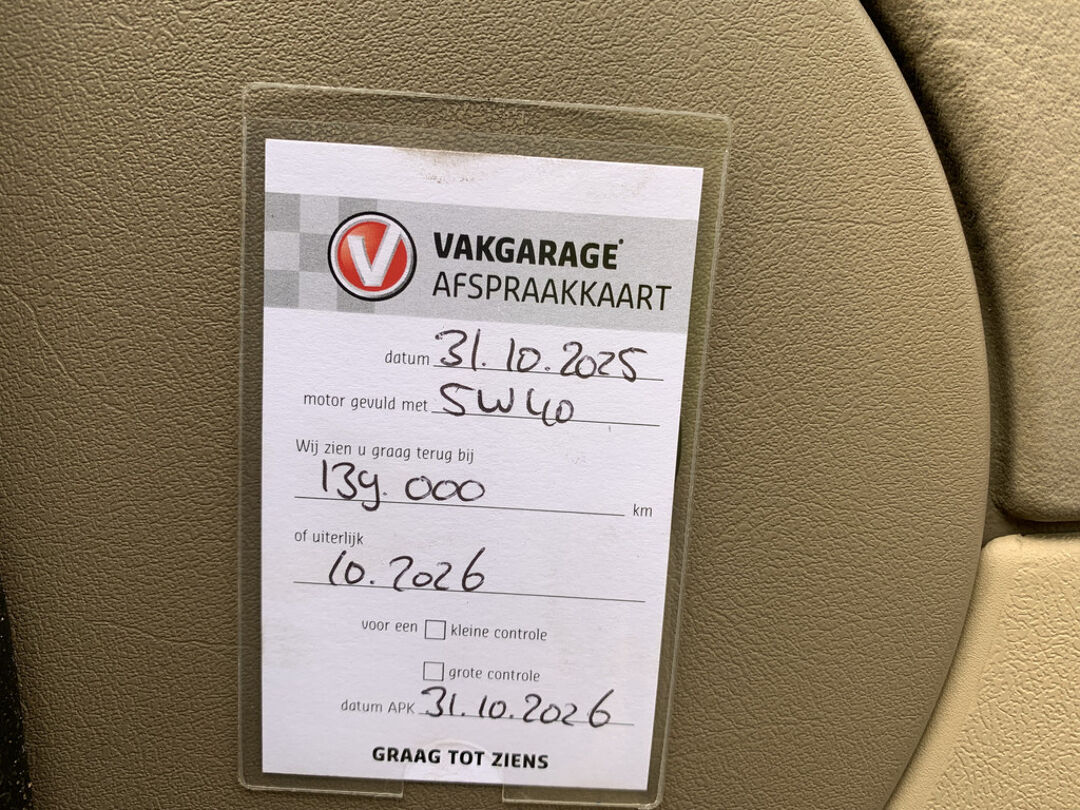 V VAKGARAGE
AFSPRAAKKAART
datum 31.10.2025
motor gevuld met 5W40
Wij zien u graag terug bij
139.000 km
of uiterlijk
10.2026
voor een kleine controle
grote controle
datum APK 31.10.2026
GRAAG TOT ZIENS